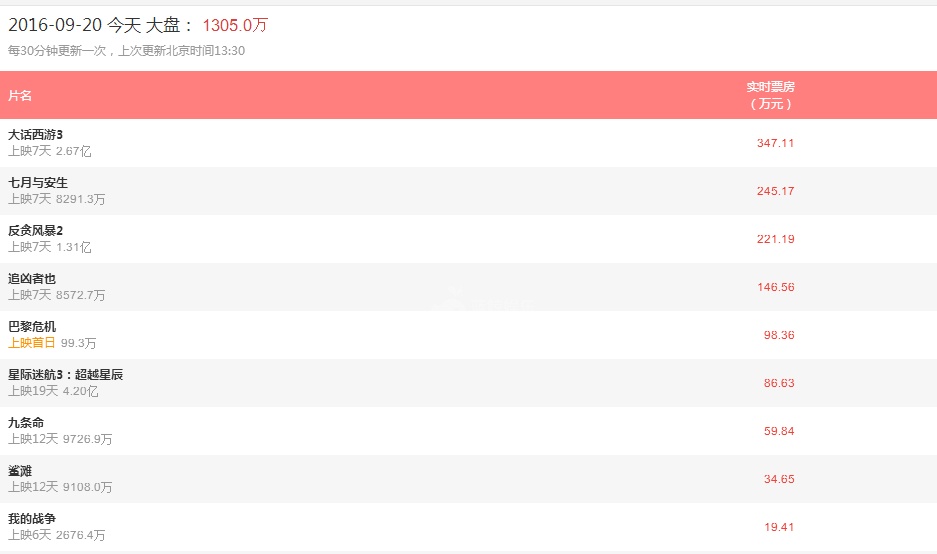 2016-09-20 今天 大盘： 1305.0万
每30分钟更新一次，上次更新北京时间13:30
片名
实时票房
（万元）
大话西游3
上映7天 2.67亿
347.11
七月与安生
上映7天 8291.3万
245.17
反贪风暴2
上映7天 1.31亿
221.19
追凶者也
上映7天 8572.7万
146.56
巴黎危机
上映首日 99.3万
98.36
星际迷航3：超越星辰
上映19天 4.20亿
86.63
九条命
上映12天 9726.9万
59.84
鲨滩
上映12天 9108.0万
34.65
我的战争
上映6天 2676.4万
19.41